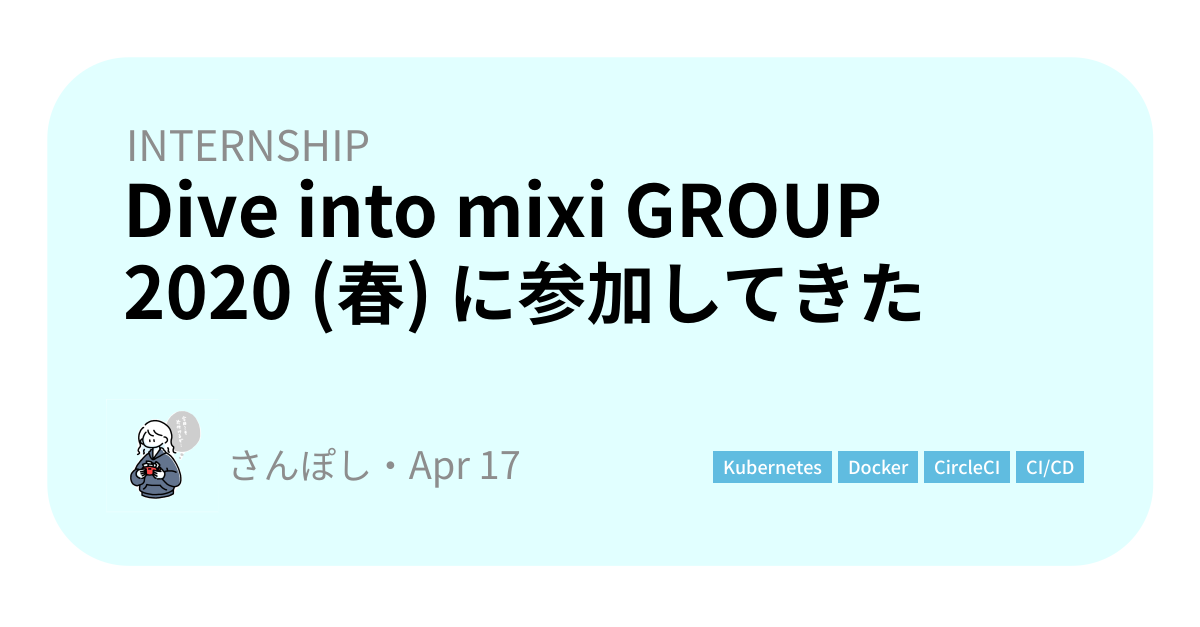 INTERNSHIP
Dive into mixi GROUP
2020 (春) に参加してきた
さんぽし・Apr 17
Kubernetes
Docker
CircleCI
CI/CD